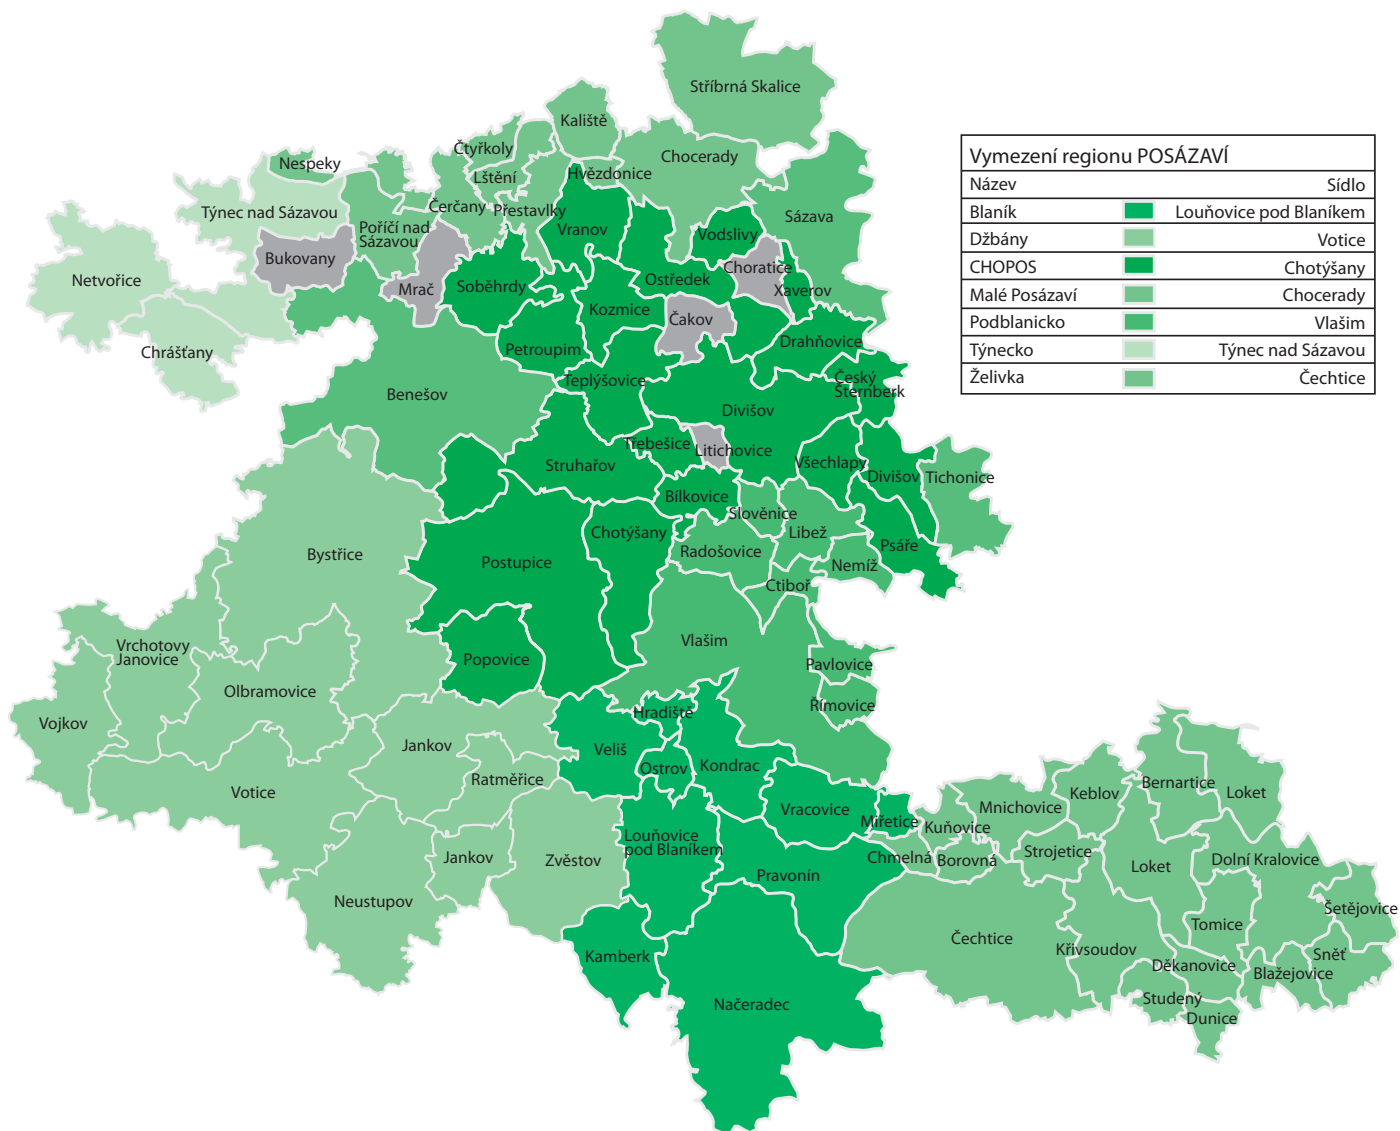 Stříbrná Skalice
Kaliště
Čtyřkoly
Chocerady
Nespeky
Lštění
Hvězdonice
Týnec nad Sázavou
Čerčany
Přestavlky
Sázava
Poříčí nad
Sázavou
Vranov
Vodslivy
Bukovany
Choratice
Netvořice
Mrač
Soběhrdy
Ostředek
Xaverov
Kozmice
Čakov
Chrášťany
Petroupim
Drahňovice
Teplýšovice
Český
Šternberk
Benešov
Divišov
Třebešice
Litichovice
Struhařov
Všechlapy
Divišov
Tichonice
Bílkovice
Slověnice
Chotýšany
Libež
Bystřice
Radošovice
Psáře
Postupice
Nemíž
Ctiboř
Vlašim
Vrchotovy
Janovice
Popovice
Pavlovice
Olbramovice
Římovice
Hradiště
Vojkov
Jankov
Veliš
Ostrov
Kondrac
Ratměřice
Votice
Vracovice
Miřetice
Kuňovice
Mnichovice
Keblov
Bernartice
Loket
Louňovice
pod Blaníkem
Jankov
Zvěstov
Chmelná
Borovná
Strojetice
Loket
Dolní Kralovice
Pravonín
Neustupov
Šetějovice
Tomice
Čechtice
Křivsoudov
Kamberk
Děkanovice
Sněť
Blažejovice
Načeradec
Studený
Dunice
Vymezení regionu POSÁZAVÍ
Název Sídlo
Blaník Louňovice pod Blaníkem
Džbány Votice
CHOPOS Chotýšany
Malé Posázaví Chocerady
Podblanicko Vlašim
Týnecko Týnec nad Sázavou
Želivka Čechtice